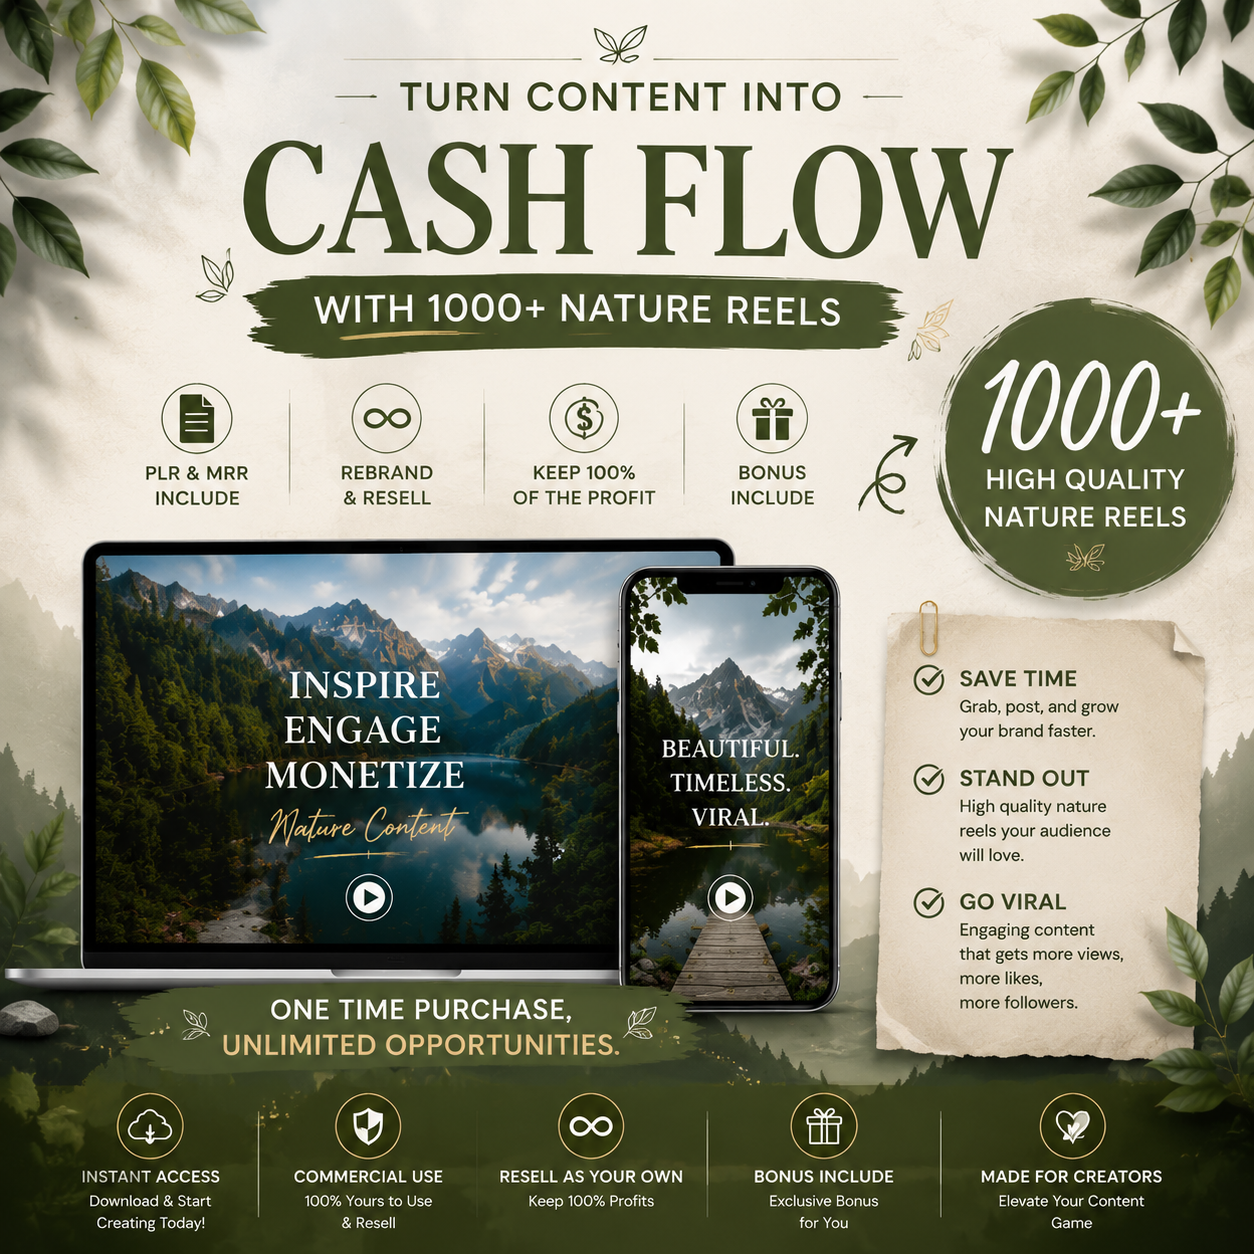 TURN CONTENT INTO
CASH FLOW
WITH 1000+ NATURE REELS
PLR & MRR
INCLUDE
REBRAND
& RESELL
KEEP 100%
OF THE PROFIT
BONUS
INCLUDE
1000+
HIGH QUALITY
NATURE REELS
INSPIRE
ENGAGE
MONETIZE
Nature Content
BEAUTIFUL.
TIMELESS.
VIRAL.
SAVE TIME
Grab, post, and grow
your brand faster.
STAND OUT
High quality nature
reels your audience
will love.
GO VIRAL
Engaging content
that gets more views,
more likes,
more followers.
ONE TIME PURCHASE,
UNLIMITED OPPORTUNITIES.
INSTANT ACCESS
Download & Start
Creating Today!
COMMERCIAL USE
100% Yours to Use
& Resell
RESELL AS YOUR OWN
Keep 100% Profits
BONUS INCLUDE
Exclusive Bonus
for You
MADE FOR CREATORS
Elevate Your Content
Game